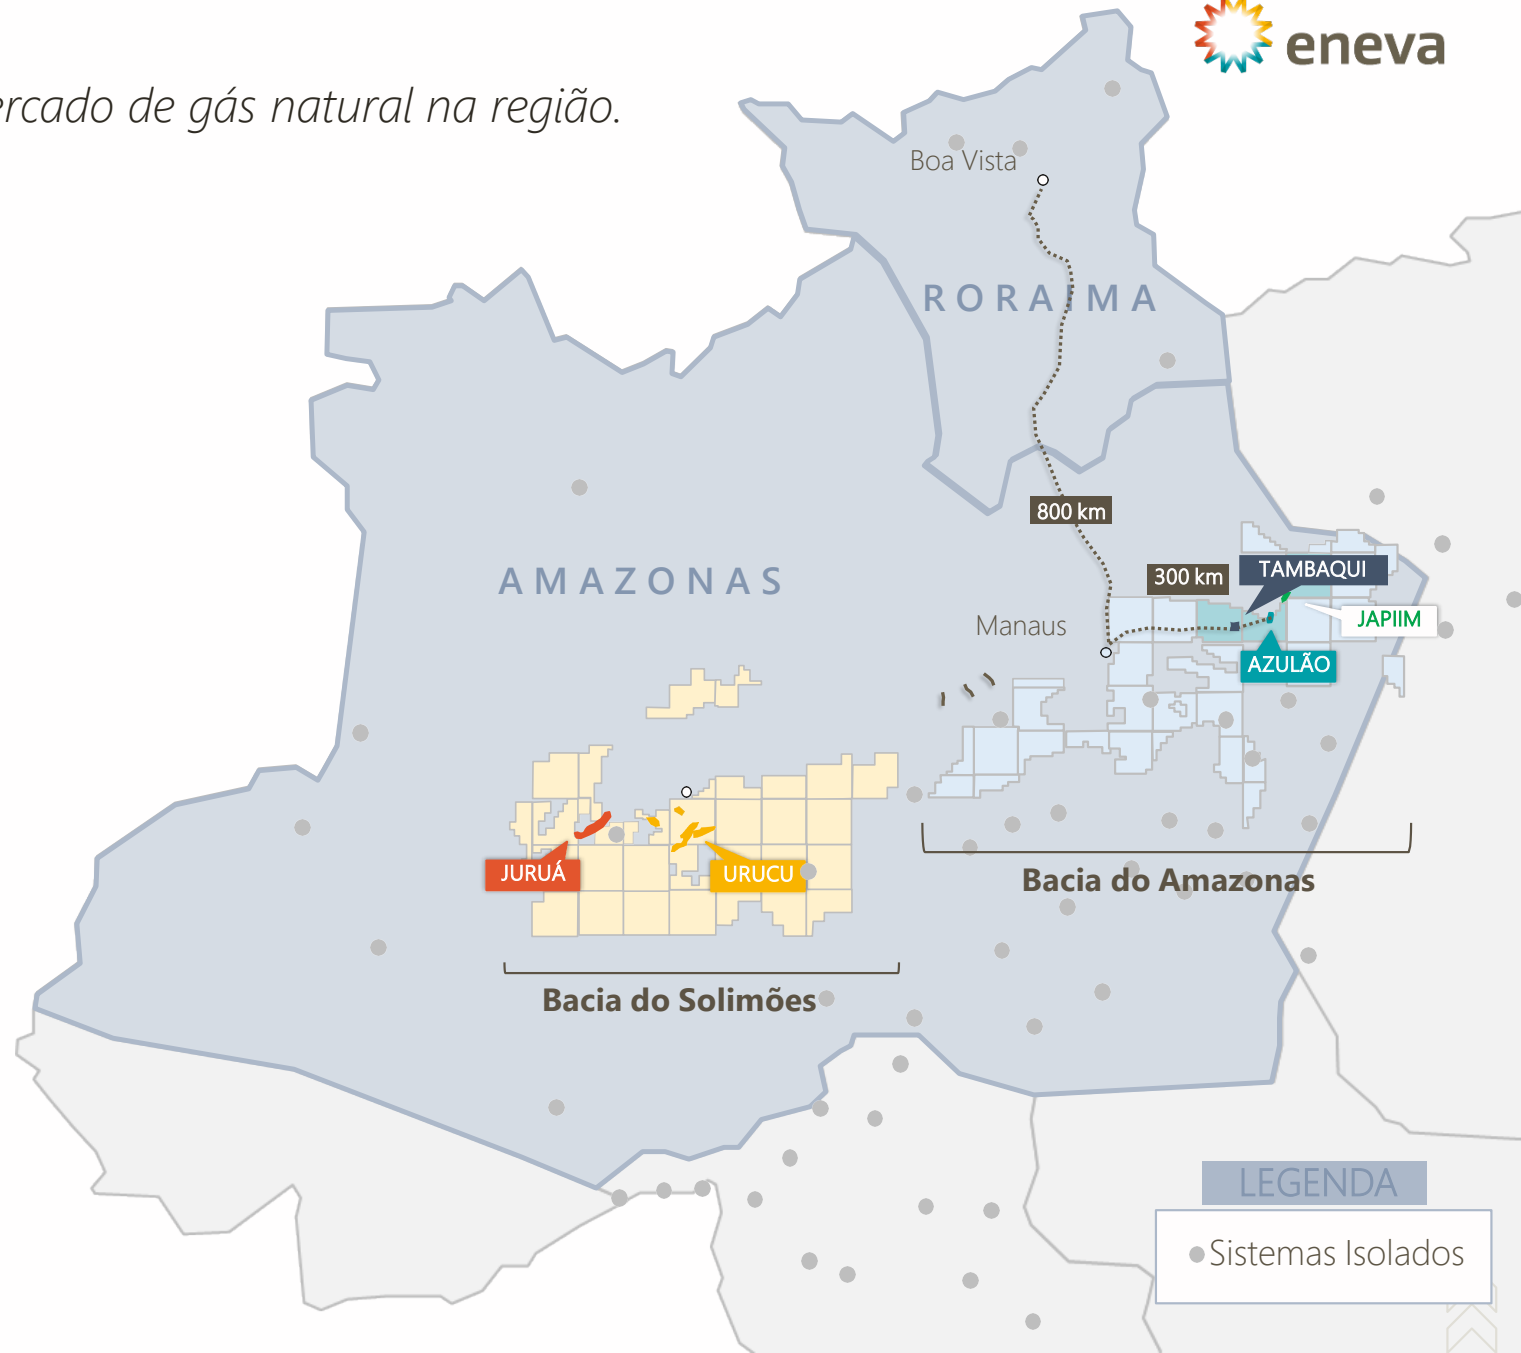 eneva
ercado de gás natural na região.
Boa Vista
RORAIMA
800 km
AMAZONAS
300 km
TAMBAQUI
JAPIIM
Manaus
AZULÃO
JURUÁ
URUCU
Bacia do Amazonas
Bacia do Solimões
LEGENDA
Sistemas Isolados